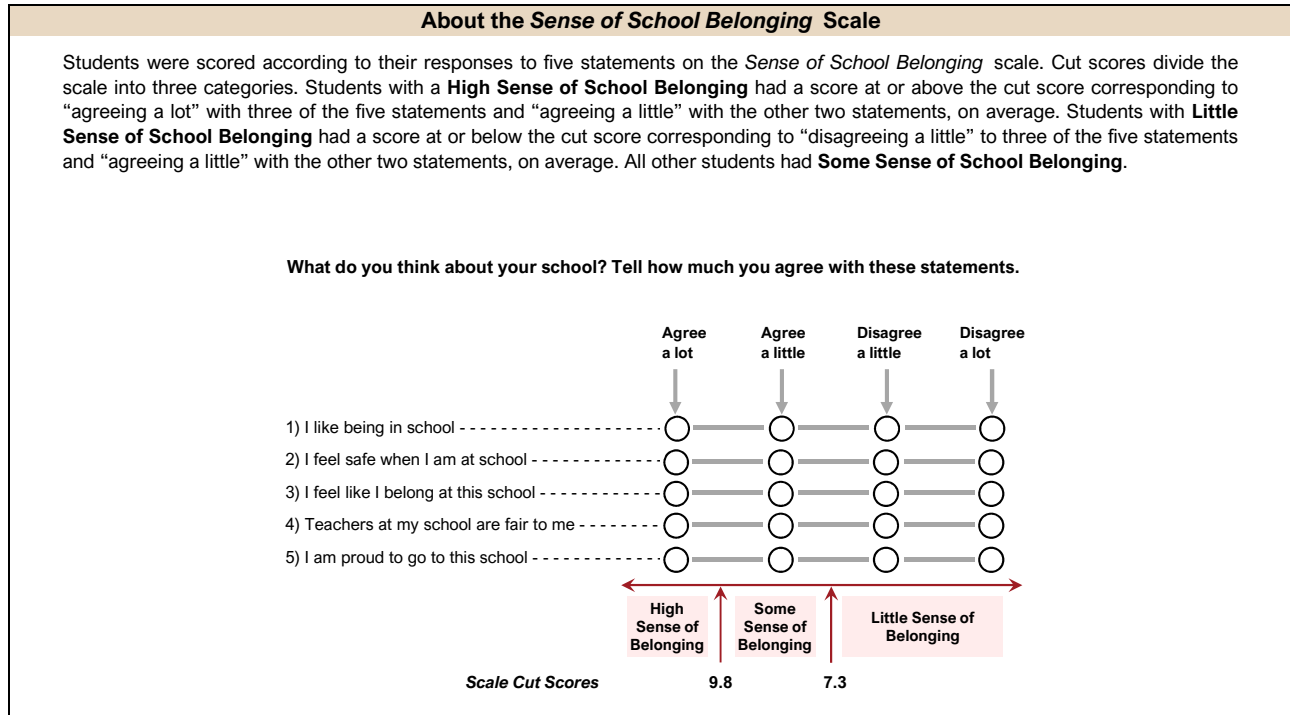 About the Sense of School Belonging Scale
Students were scored according to their responses to five statements on the Sense of School Belonging scale. Cut scores divide the
scale into three categories. Students with a High Sense of School Belonging had a score at or above the cut score corresponding to
“agreeing a lot” with three of the five statements and “agreeing a little” with the other two statements, on average. Students with Little
Sense of School Belonging had a score at or below the cut score corresponding to “disagreeing a little” to three of the five statements
and “agreeing a little” with the other two statements, on average. All other students had Some Sense of School Belonging.
What do you think about your school? Tell how much you agree with these statements.
Agree a lot
Agree a little
Disagree a little
Disagree a lot
1) I like being in school
2) I feel safe when I am at school
3) I feel like I belong at this school
4) Teachers at my school are fair to me
5) I am proud to go to this school
High
Sense of
Belonging
Some
Sense of
Belonging
Little Sense of
Belonging
Scale Cut Scores 9.8 7.3